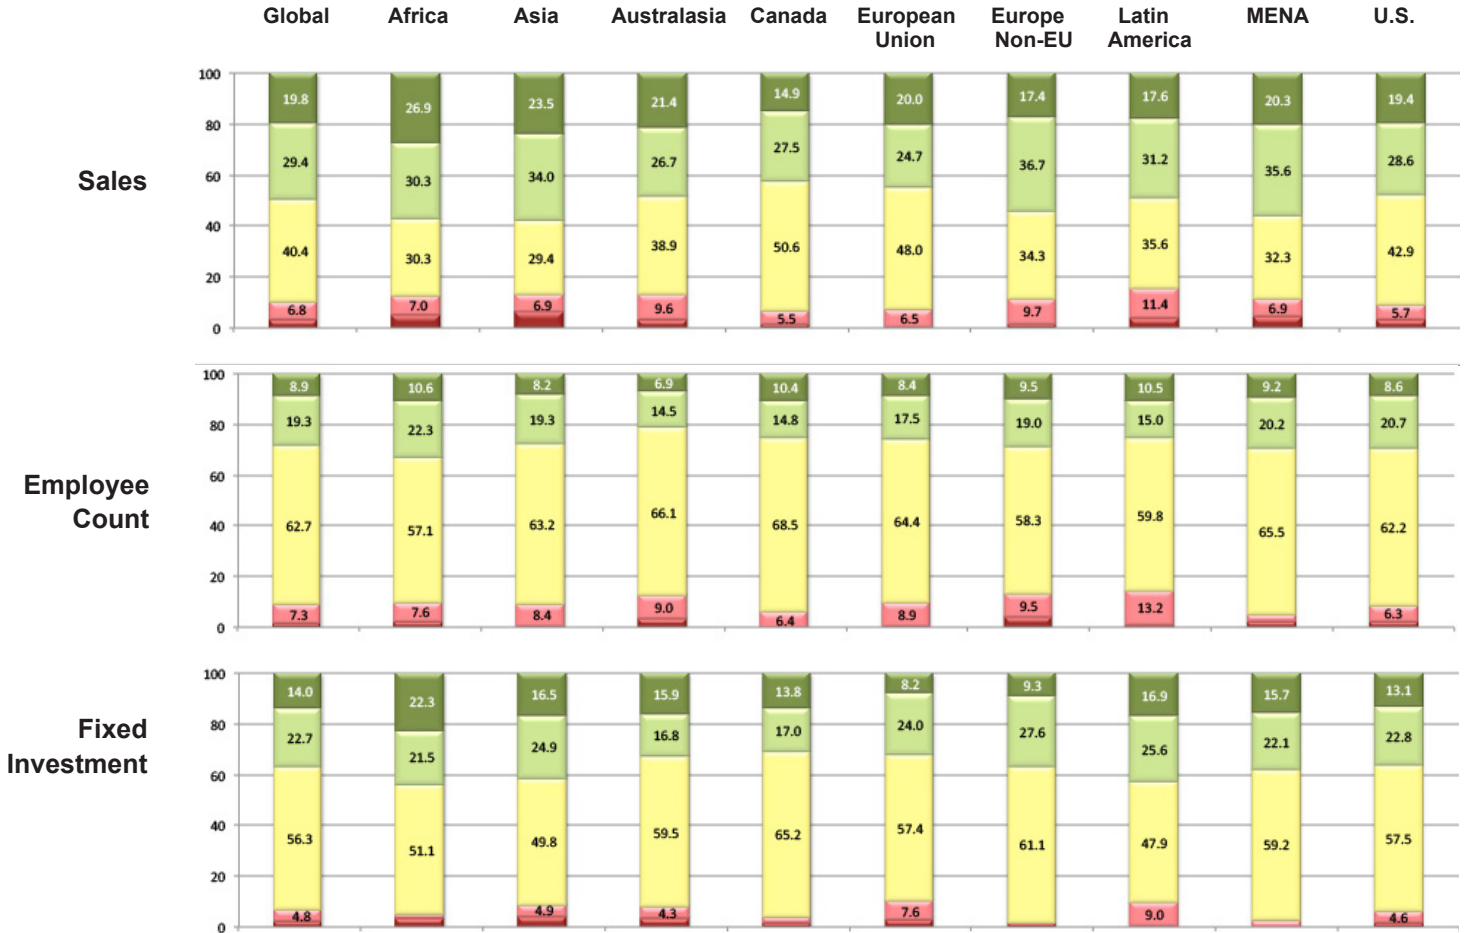 Global Africa Asia Australasia Canada European Europe Latin MENA U.S.
Union Non-EU America
Sales
100
19.8 26.9 23.5 21.4 14.9 20.0 17.4 17.6 20.3 19.4
80
29.4 30.3 34.0 26.7 27.5 24.7 36.7 31.2 35.6 28.6
60
40
40.4 30.3 29.4 38.9 50.6 48.0 34.3 35.6 32.3 42.9
20
6.8 7.0 6.9 9.6 5.5 6.5 9.7 11.4 6.9 5.7
0
Employee
Count
100
8.9 10.6 8.2 6.9 10.4 8.4 9.5 10.5 9.2 8.6
80
19.3 22.3 19.3 14.5 14.8 17.5 19.0 15.0 20.2 20.7
60
40
62.7 57.1 63.2 66.1 68.5 64.4 58.3 59.8 65.5 62.2
20
7.3 7.6 8.4 9.0 6.4 8.9 9.5 13.2 6.3
0
Fixed
Investment
100
14.0 22.3 16.5 15.9 13.8 8.2 9.3 16.9 15.7 13.1
80
22.7 21.5 24.9 16.8 17.0 24.0 27.6 25.6 22.1 22.8
60
40
56.3 51.1 49.8 59.5 65.2 57.4 61.1 47.9 59.2 57.5
20
4.8 4.9 4.3 7.6 9.0 4.6
0